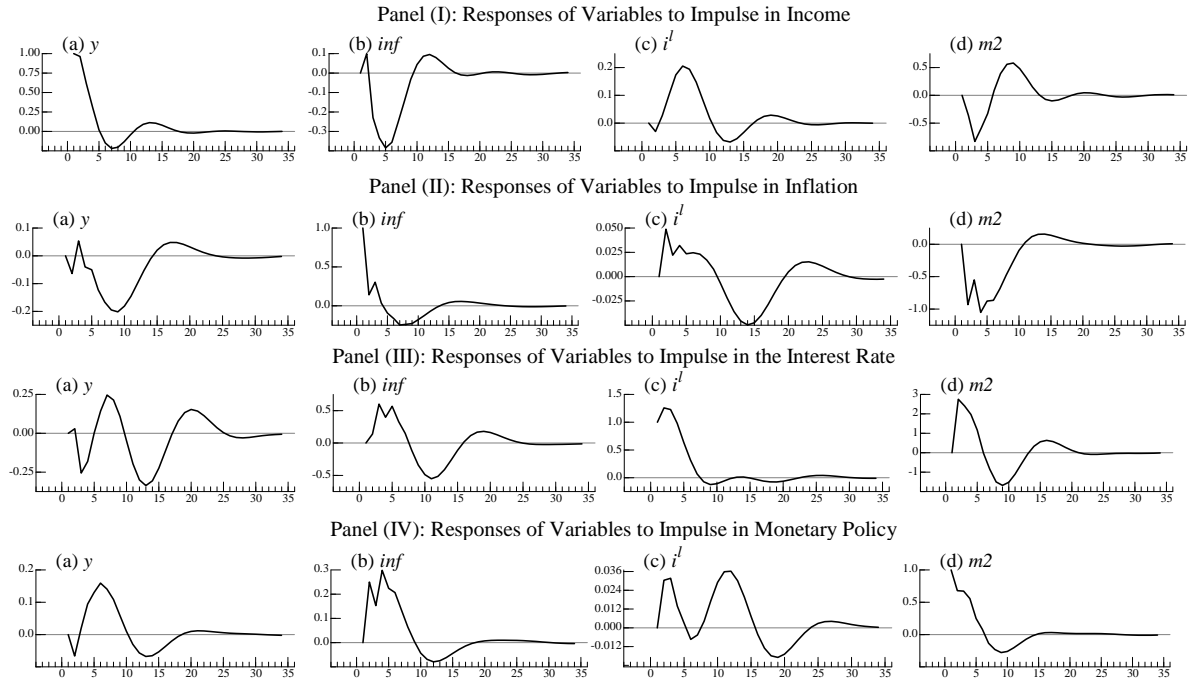 Panel (I): Responses of Variables to Impulse in Income
(a) y (b) inf (c) i^l (d) m2
1.00 0.75 0.50 0.25 0.00
0 5 10 15 20 25 30 35
0.1 0.0 -0.1 -0.3
0 5 10 15 20 25 30 35
0.2 0.1 0.0
0 5 10 15 20 25 30 35
0.5 0.0 -0.5
0 5 10 15 20 25 30 35
Panel (II): Responses of Variables to Impulse in Inflation
(a) y (b) inf (c) i^l (d) m2
0.1 0.0 -0.1 -0.2
0 5 10 15 20 25 30 35
1.0 0.5 0.0
0 5 10 15 20 25 30 35
0.050 0.025 0.000 -0.025
0 5 10 15 20 25 30 35
0.0 -0.5 -1.0
0 5 10 15 20 25 30 35
Panel (III): Responses of Variables to Impulse in the Interest Rate
(a) y (b) inf (c) i^l (d) m2
0.25 0.00 -0.25
0 5 10 15 20 25 30 35
0.5 0.0 -0.5
0 5 10 15 20 25 30 35
1.5 1.0 0.5 0.0
0 5 10 15 20 25 30 35
3 2 1 0 -1
0 5 10 15 20 25 30 35
Panel (IV): Responses of Variables to Impulse in Monetary Policy
(a) y (b) inf (c) i^l (d) m2
0.2 0.1 0.0
0 5 10 15 20 25 30 35
0.3 0.2 0.1 0.0
0 5 10 15 20 25 30 35
0.036 0.024 0.012 0.000 -0.012
0 5 10 15 20 25 30 35
1.0 0.5 0.0
0 5 10 15 20 25 30 35